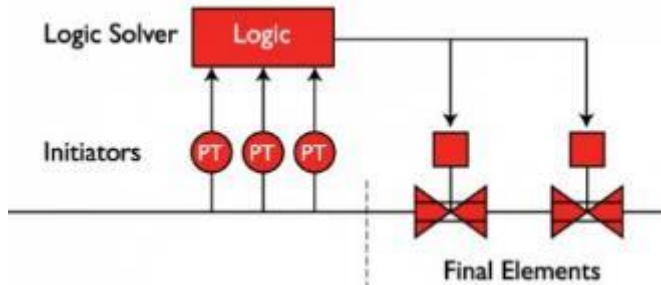 Logic Solver
Logic
Initiators
PT PT PT
Final Elements